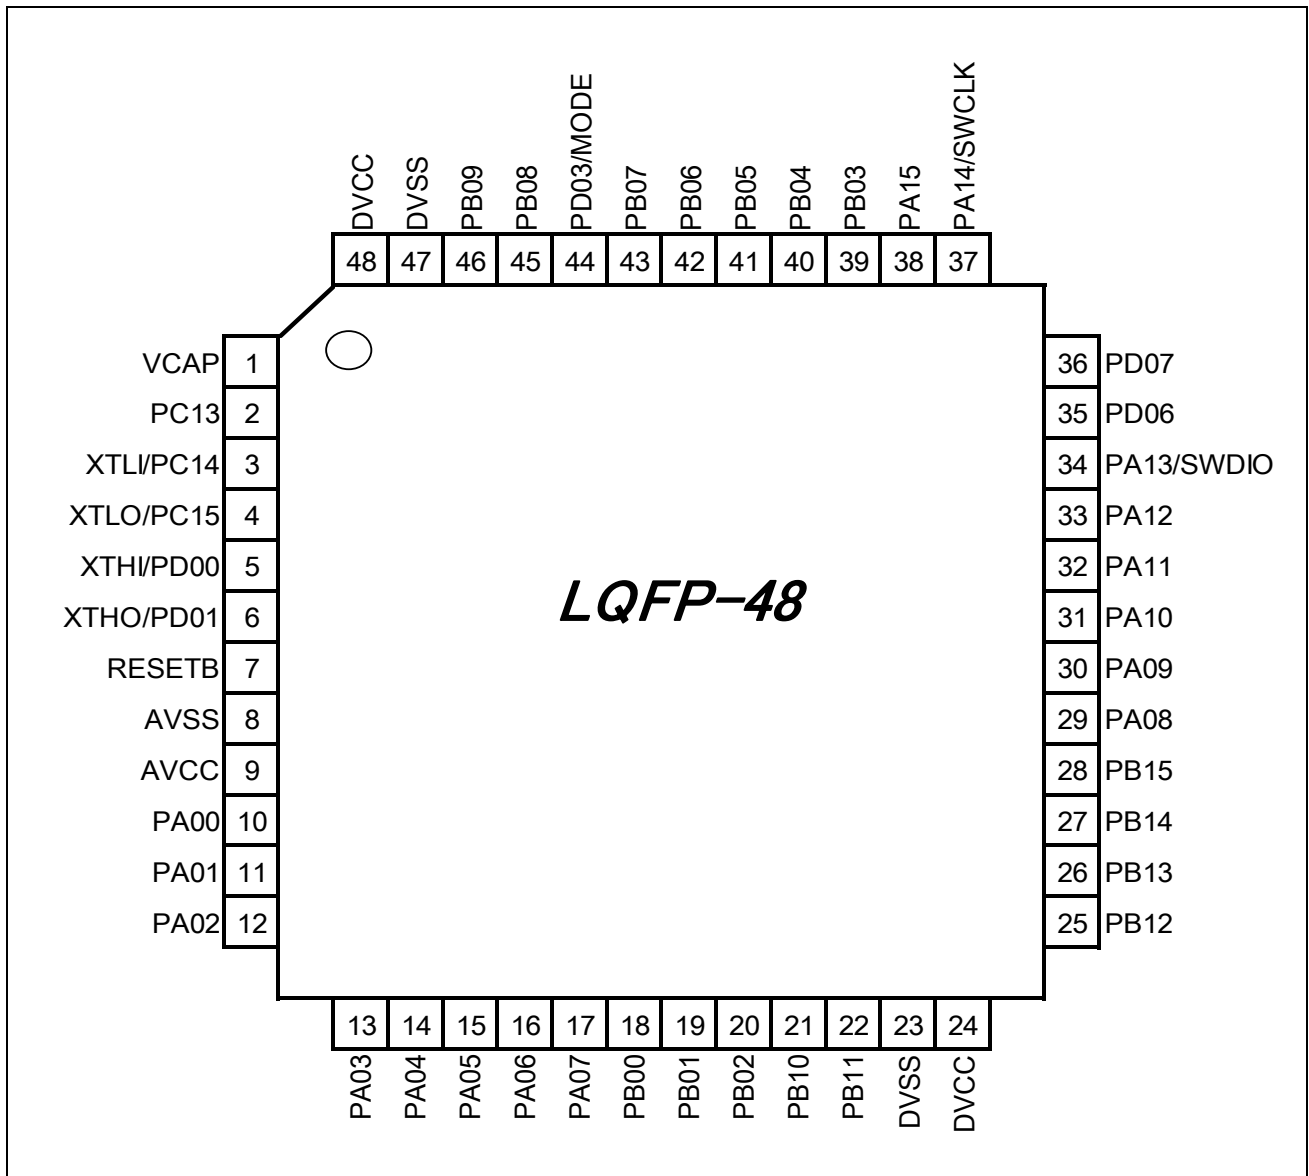 DVCC
DVSS
PB09
PB08
PD03/MODE
PB07
PB06
PB05
PB04
PB03
PA15
PA14/SWCLK
48 47 46 45 44 43 42 41 40 39 38 37
VCAP 1
PC13 2
XTLI/PC14 3
XTLO/PC15 4
XTHI/PD00 5
XTHO/PD01 6
RESETB 7
AVSS 8
AVCC 9
PA00 10
PA01 11
PA02 12
LQFP-48
36 PD07
35 PD06
34 PA13/SWDIO
33 PA12
32 PA11
31 PA10
30 PA09
29 PA08
28 PB15
27 PB14
26 PB13
25 PB12
13 14 15 16 17 18 19 20 21 22 23 24
PA03
PA04
PA05
PA06
PA07
PB00
PB01
PB02
PB10
PB11
DVSS
DVCC